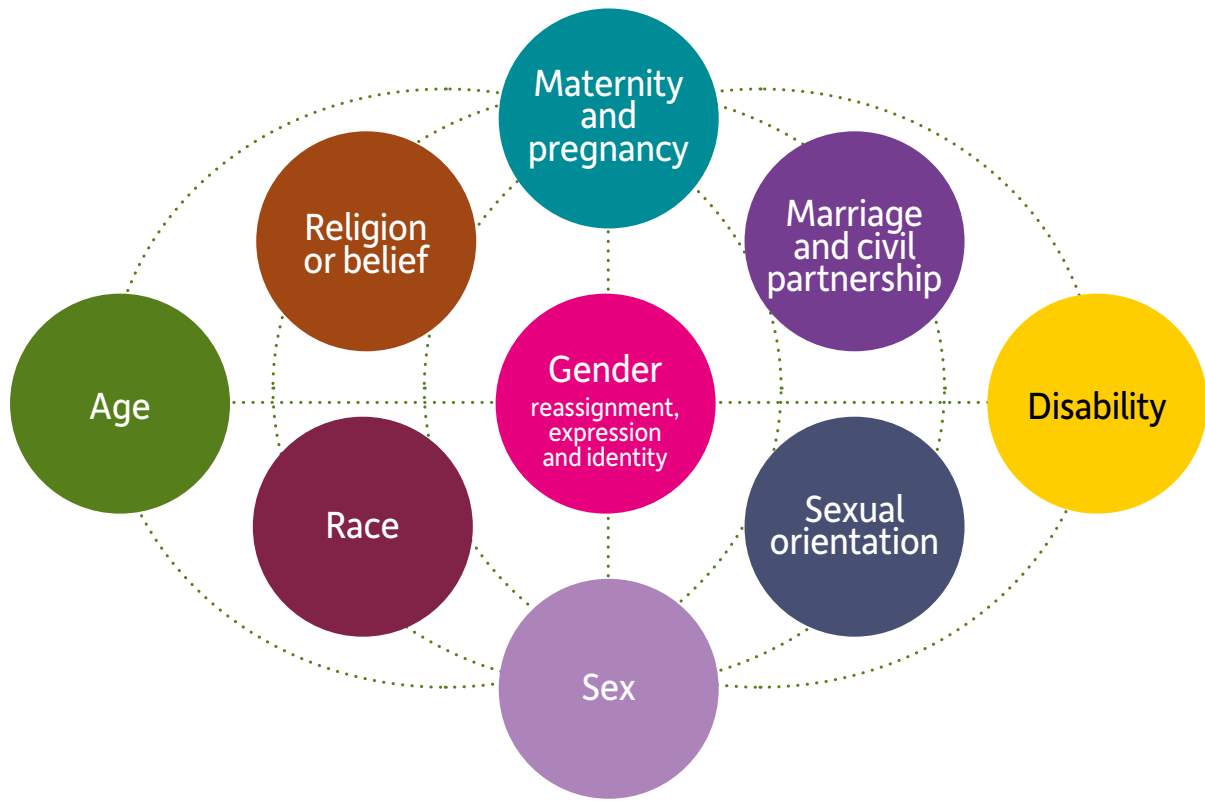 Maternity
and
pregnancy
Religion
or belief
Marriage
and civil
partnership
Age
Gender
reassignment,
expression
and identity
Disability
Race
Sexual
orientation
Sex